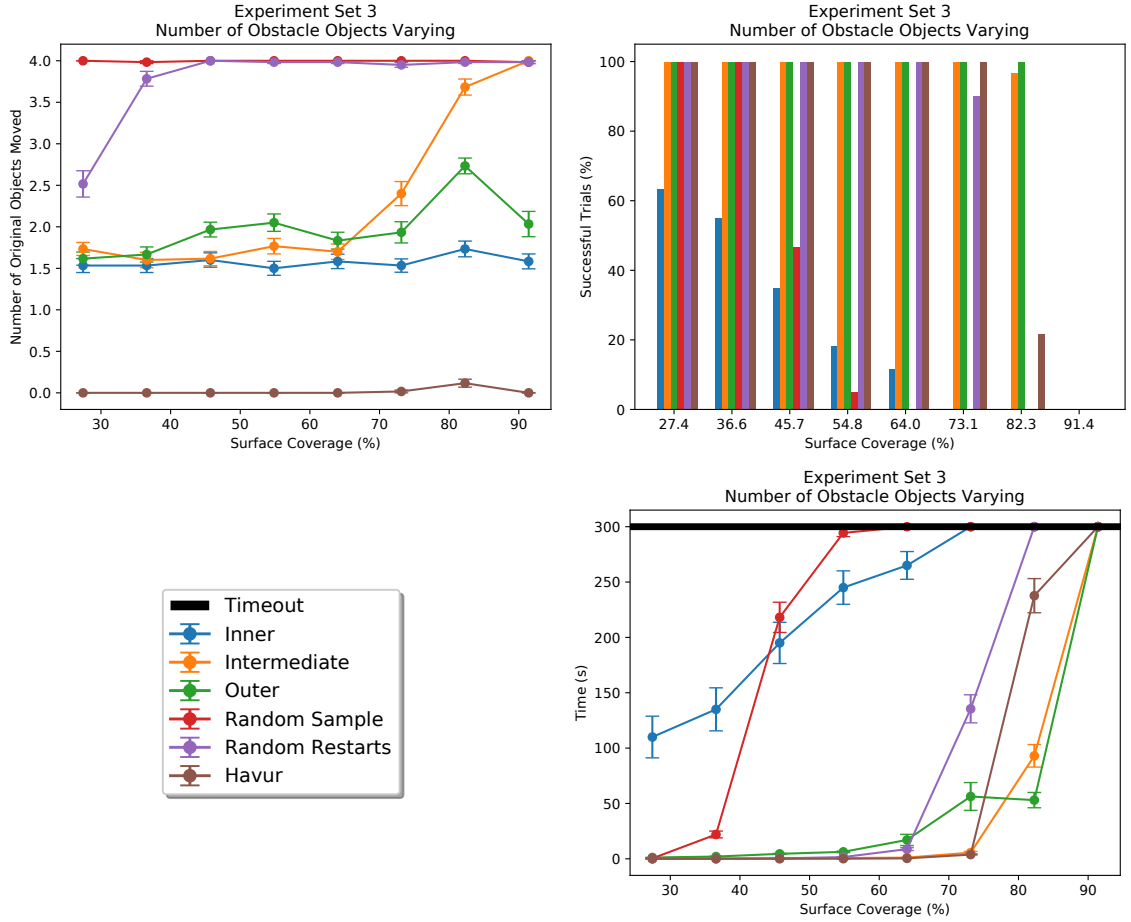 Experiment Set 3
Number of Obstacle Objects Varying
Number of Original Objects Moved
4.0
3.5
3.0
2.5
2.0
1.5
1.0
0.5
0.0
30
40
50
60
70
80
90
Surface Coverage (%)
Experiment Set 3
Number of Obstacle Objects Varying
Successful Trials (%)
100
80
60
40
20
0
27.4
36.6
45.7
54.8
64.0
73.1
82.3
91.4
Surface Coverage (%)
Timeout
Inner
Intermediate
Outer
Random Sample
Random Restarts
Havur
Experiment Set 3
Number of Obstacle Objects Varying
Time (s)
300
250
200
150
100
50
0
30
40
50
60
70
80
90
Surface Coverage (%)